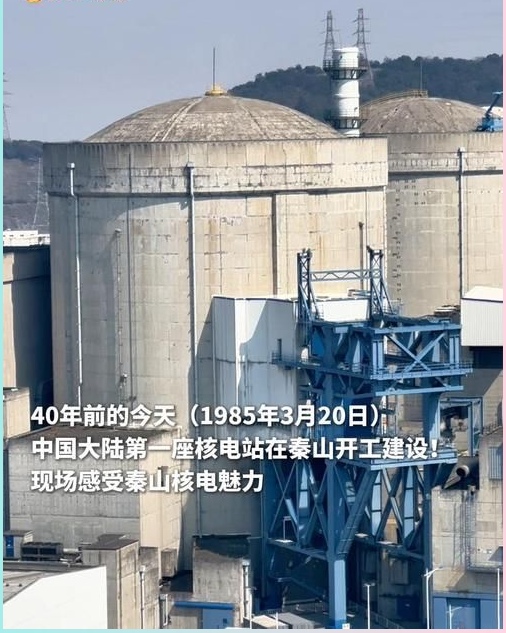 40年前的今天（1985年3月20日）
中国大陆第一座核电站在秦山开工建设！
现场感受秦山核电魅力